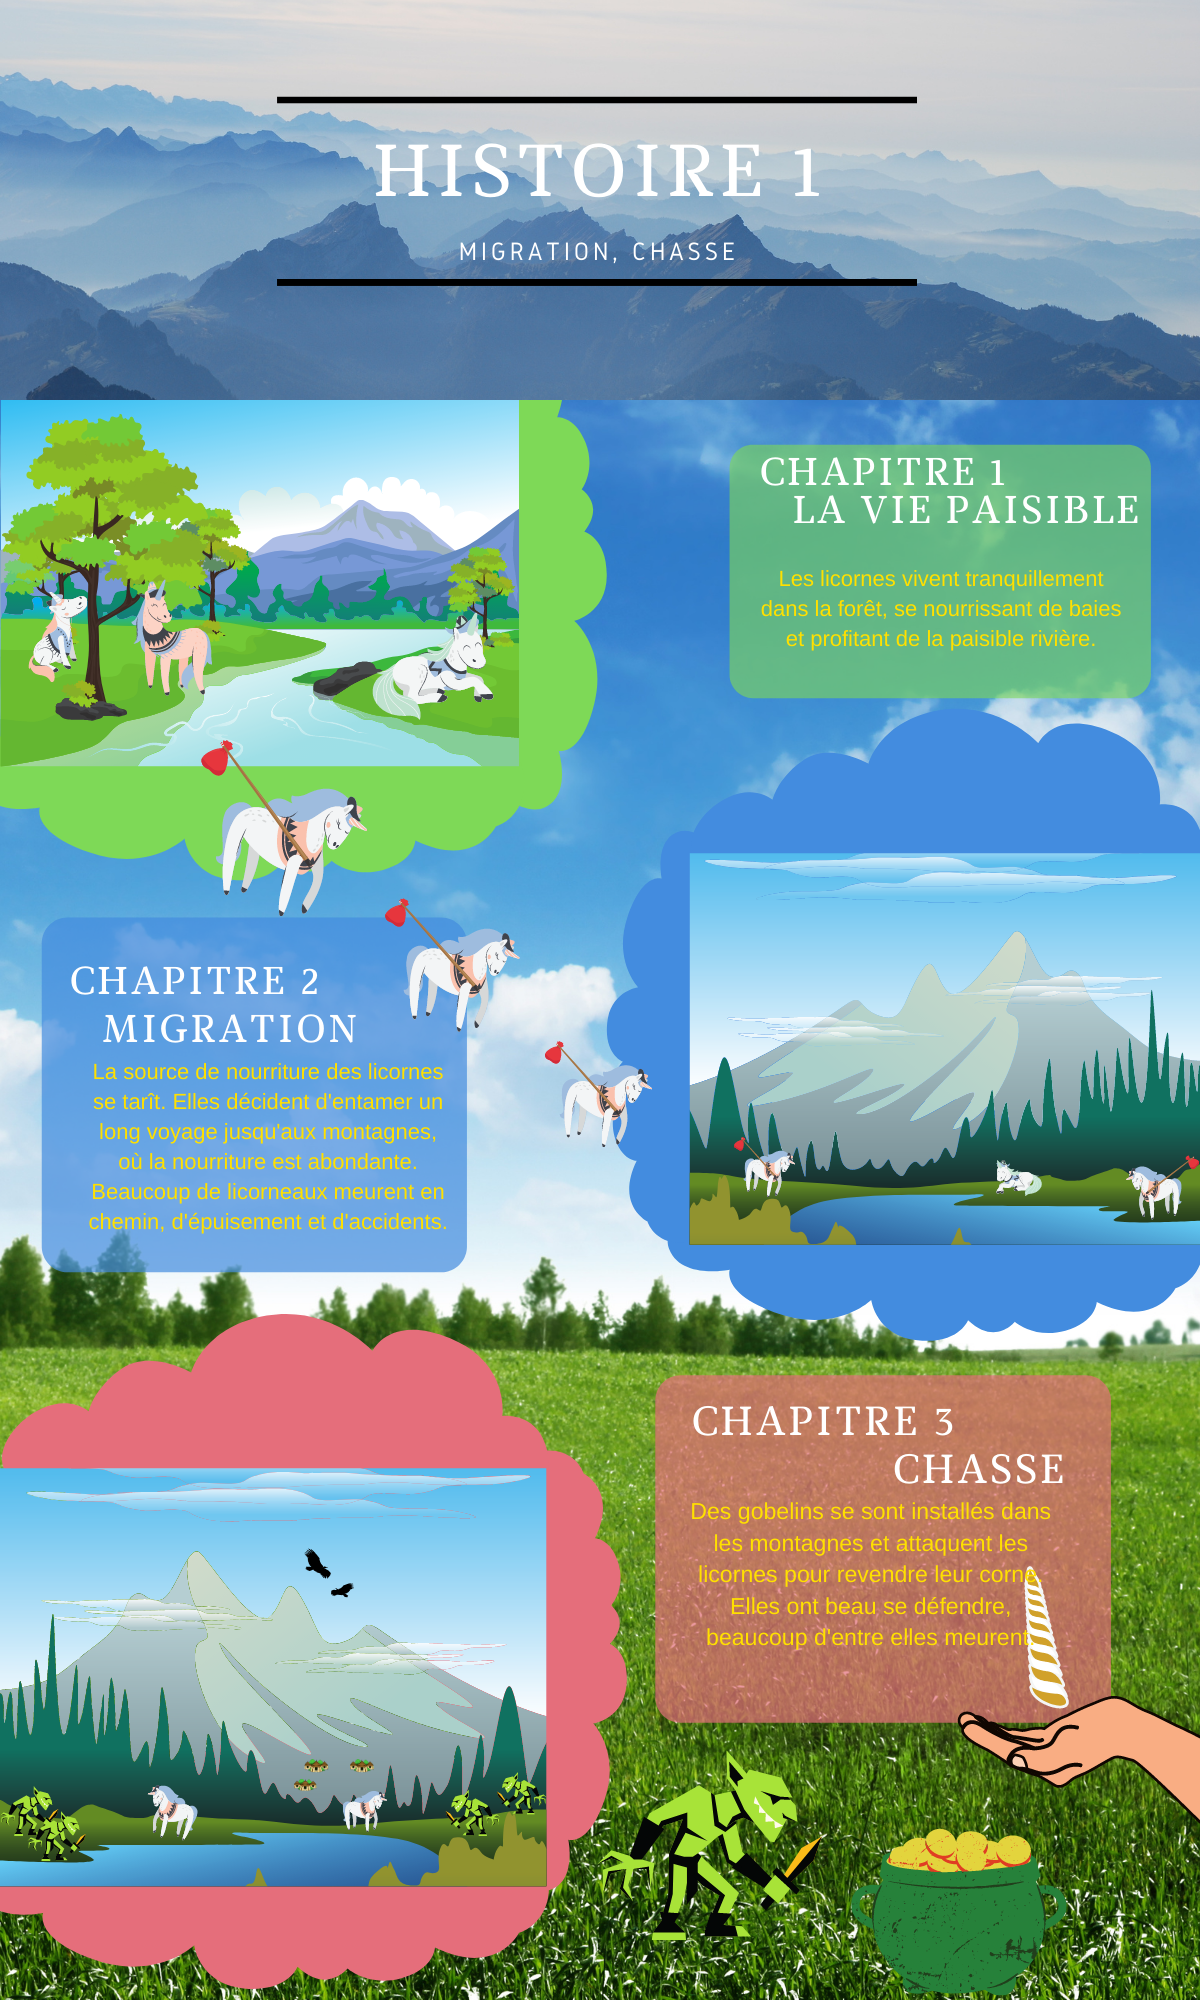 HISTOIRE 1
MIGRATION, CHASSE
CHAPITRE 1
LA VIE PAISIBLE
Les licornes vivent tranquillement
dans la forêt, se nourrissant de baies
et profitant de la paisible rivière.
CHAPITRE 2
MIGRATION
La source de nourriture des licornes
se tarît. Elles décident d'entamer un
long voyage jusqu'aux montagnes,
où la nourriture est abondante.
Beaucoup de licorneaux meurent en
chemin, d'épuisement et d'accidents.
CHAPITRE 3
CHASSE
Des gobelins se sont installés dans
les montagnes et attaquent les
licornes pour revendre leur corne.
Elles ont beau se défendre,
beaucoup d'entre elles meurent.